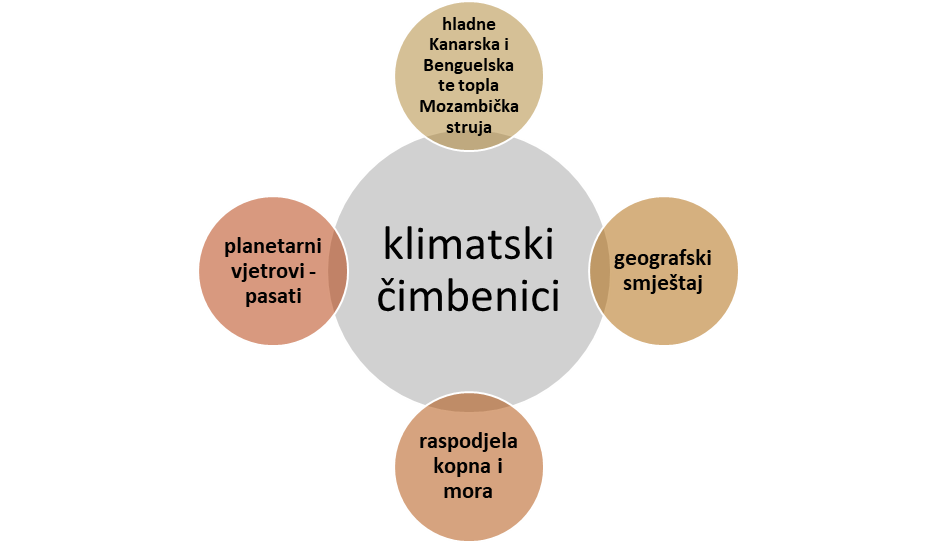 hladne
Kanarska i
Benguelska
te topla
Mozambička
struja
klimatski
čimbenici
planetarni
vjetrovi -
pasati
geografski
smještaj
raspodjela
kopna i
mora